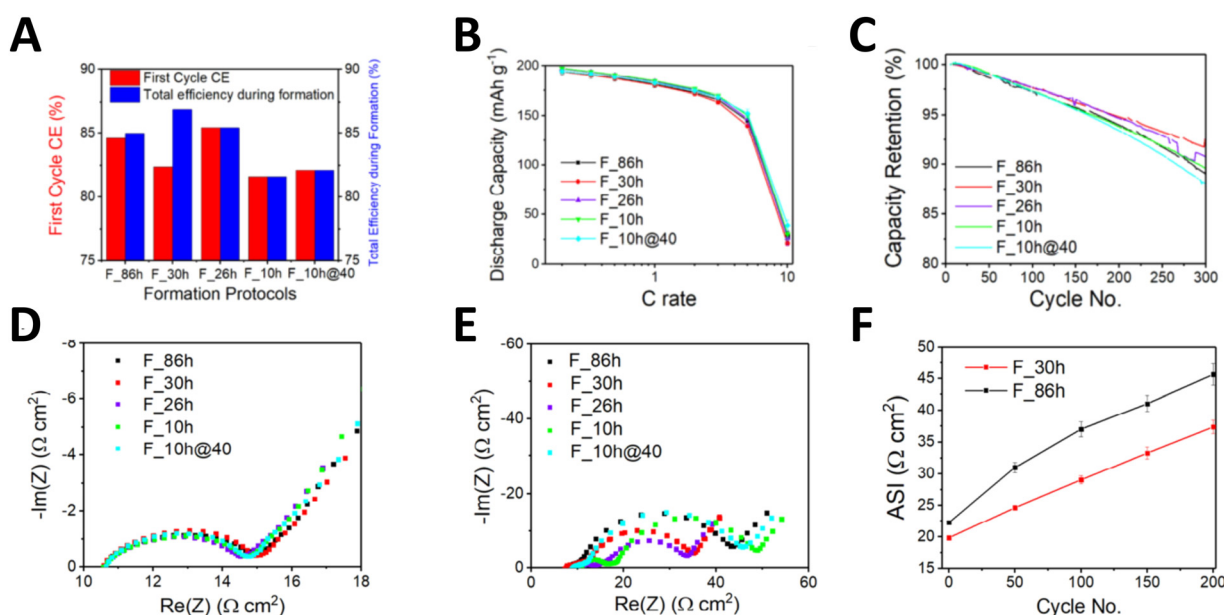 A
90
85
80
75
First Cycle CE (%)
First Cycle CE
Total efficiency during formation
90
85
80
75
Total Efficiency during Formation (%)
F_86h F_30h F_26h F_10h F_10h@40
Formation Protocols
B
200
150
100
50
0
Discharge Capacity (mAh g⁻¹)
F_86h
F_30h
F_26h
F_10h
F_10h@40
1 10
C rate
C
100
95
90
85
80
Capacity Retention (%)
F_86h
F_30h
F_26h
F_10h
F_10h@40
0 50 100 150 200 250 300
Cycle No.
D
-8
-6
-4
-2
0
-Im(Z) (Ω cm²)
F_86h
F_30h
F_26h
F_10h
F_10h@40
10 12 14 16 18
Re(Z) (Ω cm²)
E
-60
-40
-20
0
-Im(Z) (Ω cm²)
F_86h
F_30h
F_26h
F_10h
F_10h@40
0 20 40 60
Re(Z) (Ω cm²)
F
50
45
40
35
30
25
20
15
ASI (Ω cm²)
F_30h
F_86h
0 50 100 150 200
Cycle No.